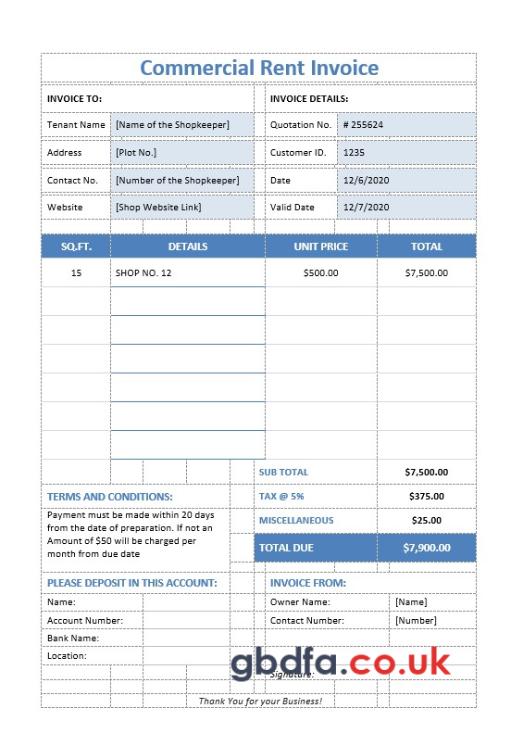 Commercial Rent Invoice
INVOICE TO: INVOICE DETAILS:
Tenant Name [Name of the Shopkeeper] Quotation No. # 255624
Address [Plot No.] Customer ID. 1235
Contact No. [Number of the Shopkeeper] Date 12/6/2020
Website [Shop Website Link] Valid Date 12/7/2020
SQ.FT. DETAILS UNIT PRICE TOTAL
15 SHOP NO. 12 $500.00 $7,500.00
SUB TOTAL $7,500.00
TERMS AND CONDITIONS: TAX @ 5% $375.00
Payment must be made within 20 days
from the date of preparation. If not an
Amount of $50 will be charged per
month from due date
MISCELLANEOUS $25.00
TOTAL DUE $7,900.00
PLEASE DEPOSIT IN THIS ACCOUNT: INVOICE FROM:
Name: Owner Name: [Name]
Account Number: Contact Number: [Number]
Bank Name:
Location:
gbdfa.co.uk
Signature:
Thank You for your Business!